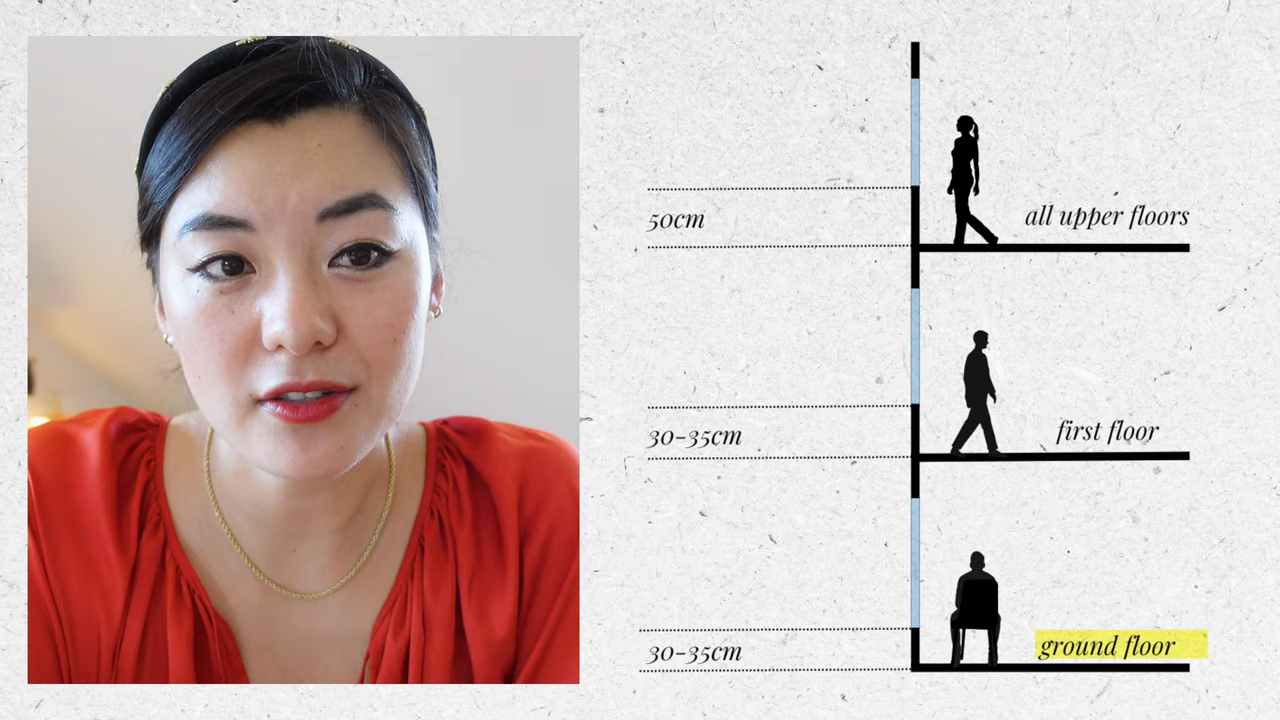 50cm
all upper floors
30-35cm
first floor
30-35cm
ground floor